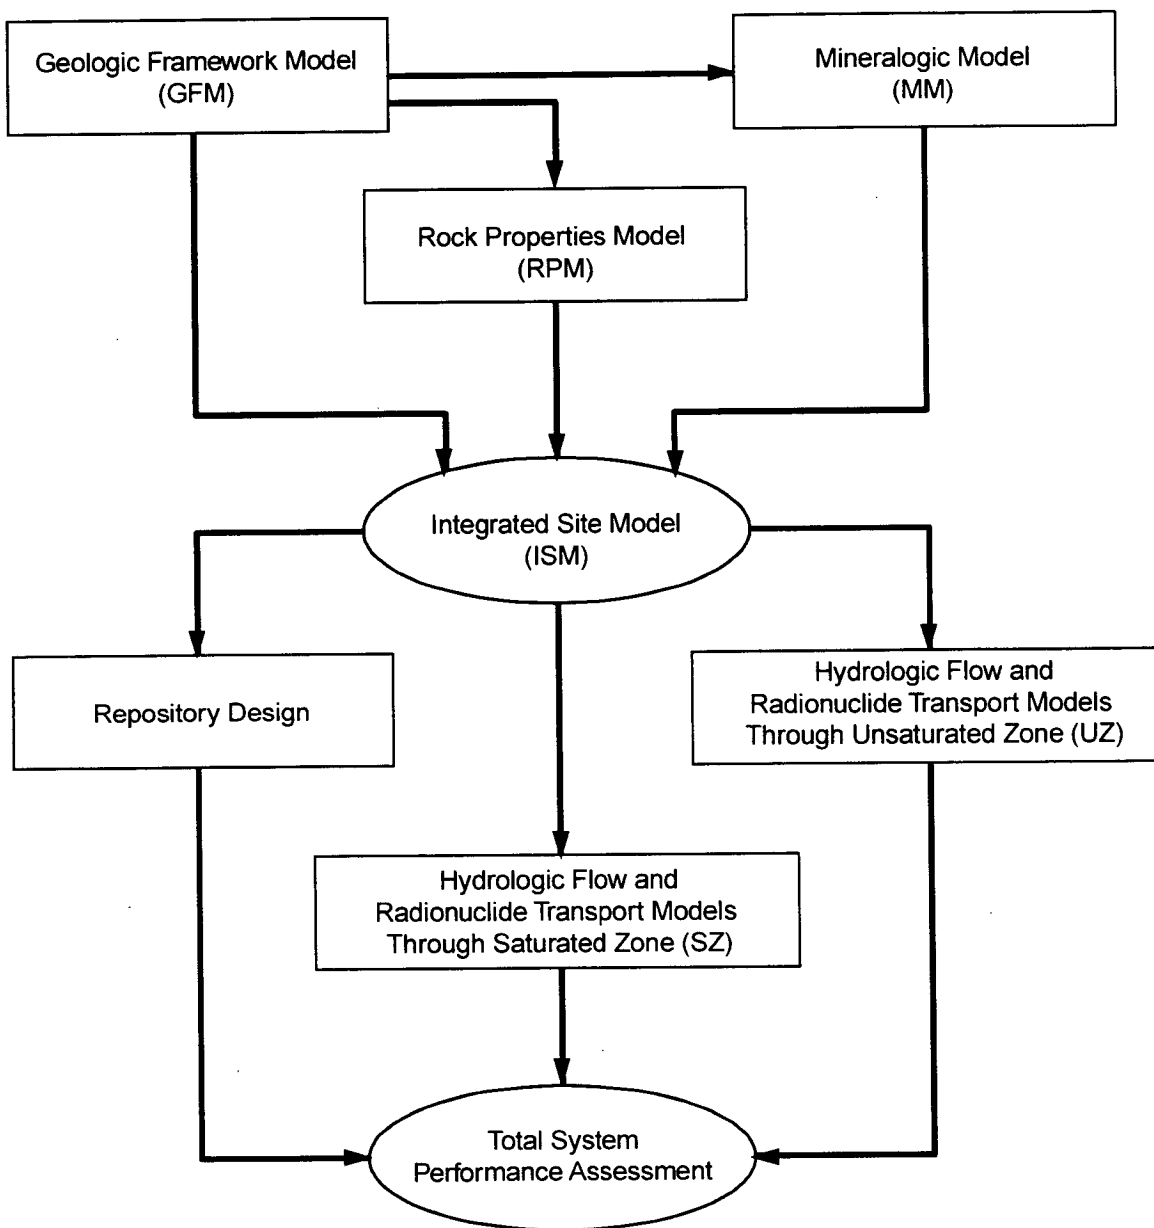 Geologic Framework Model
(GFM)
Mineralogic Model
(MM)
Rock Properties Model
(RPM)
Integrated Site Model
(ISM)
Repository Design
Hydrologic Flow and
Radionuclide Transport Models
Through Unsaturated Zone (UZ)
Hydrologic Flow and
Radionuclide Transport Models
Through Saturated Zone (SZ)
Total System
Performance Assessment